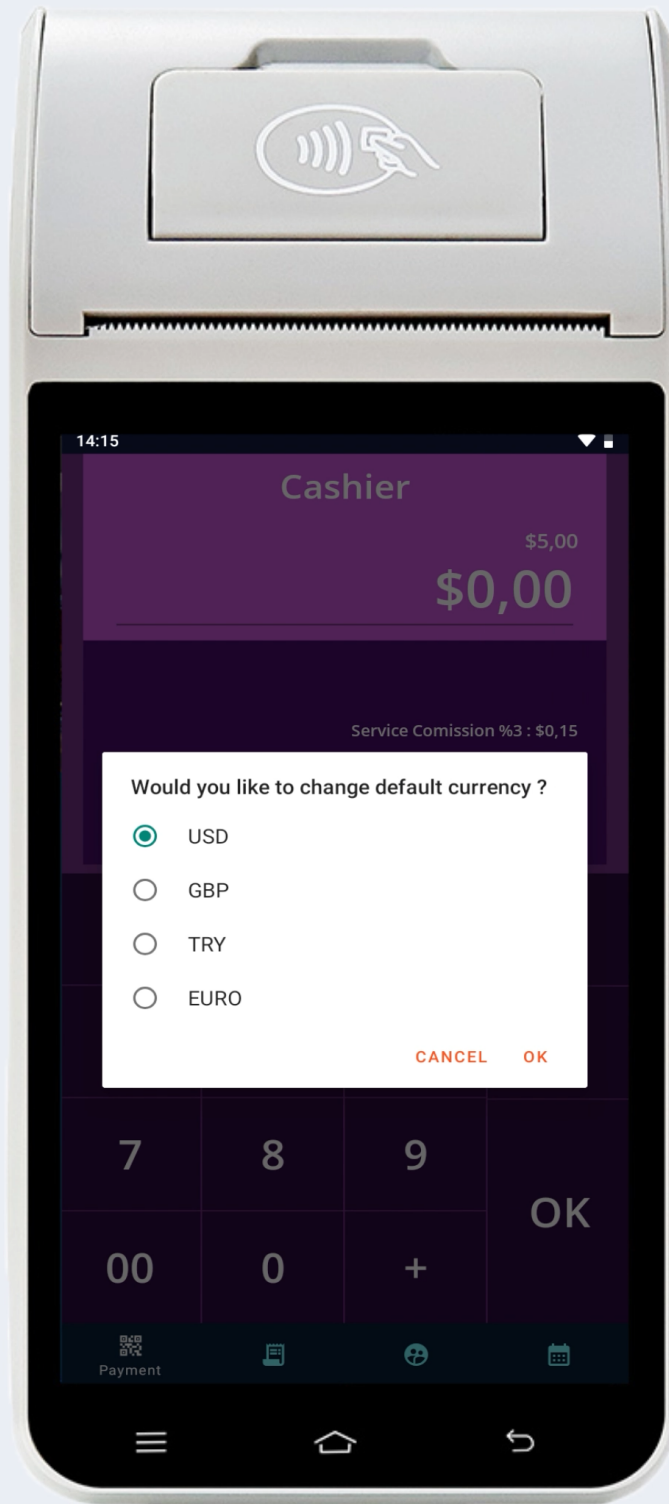 14:15
Cashier
$5,00
$0,00
Service Comission %3 : $0,15
Would you like to change default currency ?
USD
GBP
TRY
EURO
CANCEL OK
7 8 9
OK
00 0 +
Payment